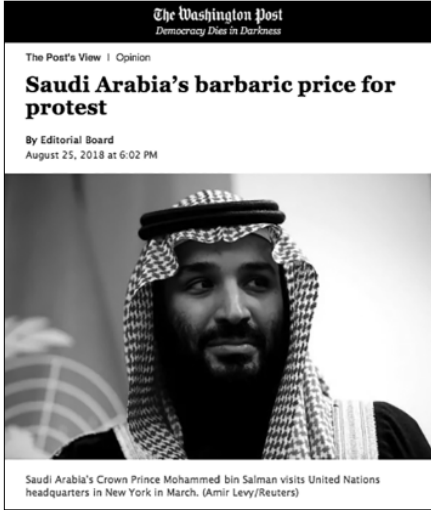 The Washington Post
Democracy Dies in Darkness
The Post's View | Opinion
Saudi Arabia's barbaric price for
protest
By Editorial Board
August 25, 2018 at 6:02 PM
Saudi Arabia's Crown Prince Mohammed bin Salman visits United Nations
headquarters in New York in March. (Amir Levy/Reuters)